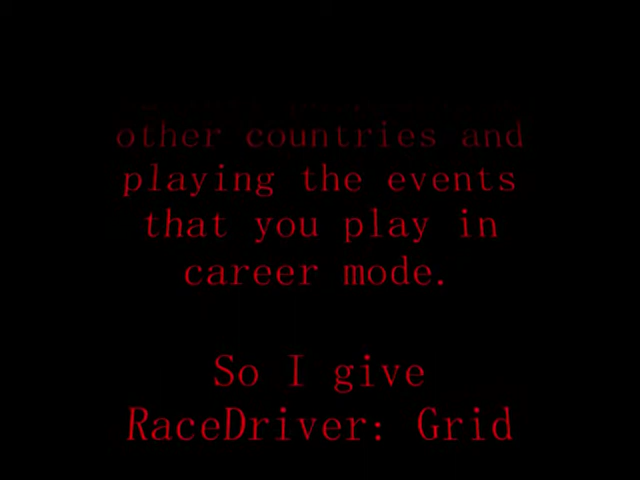 other countries and
playing the events
that you play in
career mode.
So I give
RaceDriver: Grid